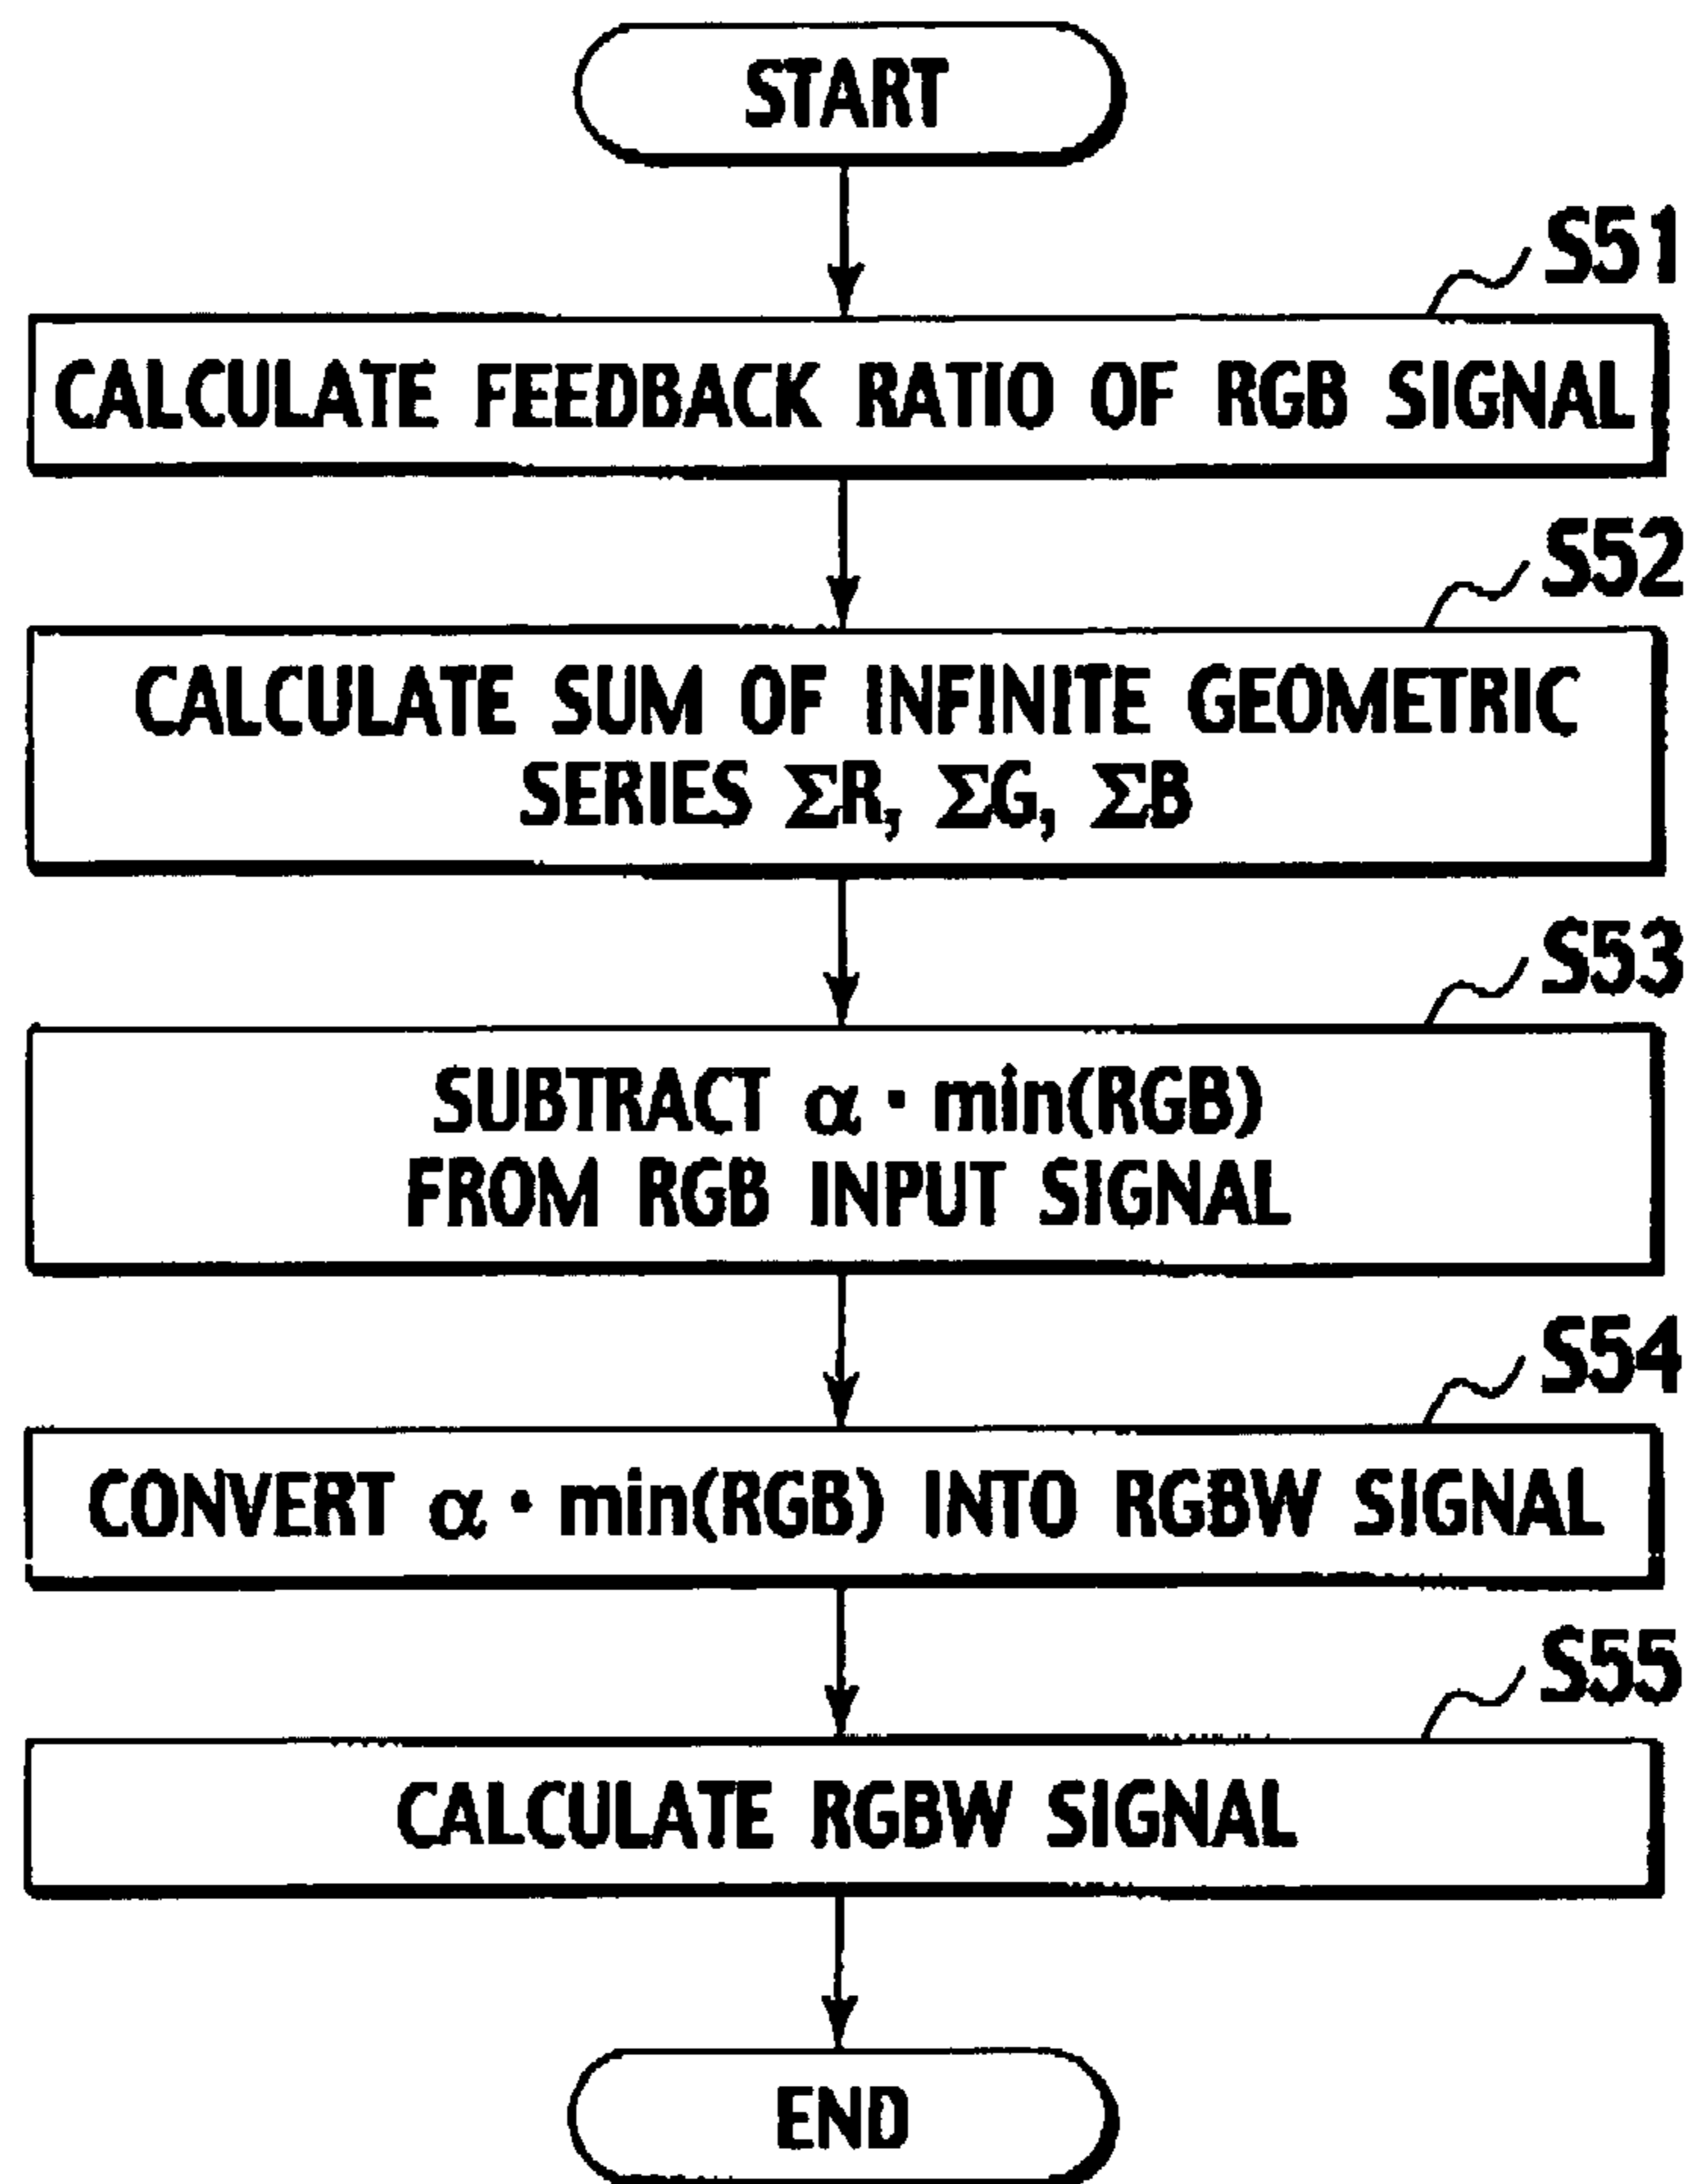 START
S51
CALCULATE FEEDBACK RATIO OF RGB SIGNAL
S52
CALCULATE SUM OF INFINITE GEOMETRIC
SERIES ΣR, ΣG, ΣB
S53
SUBTRACT α · min(RGB)
FROM RGB INPUT SIGNAL
S54
CONVERT α · min(RGB) INTO RGBW SIGNAL
S55
CALCULATE RGBW SIGNAL
END